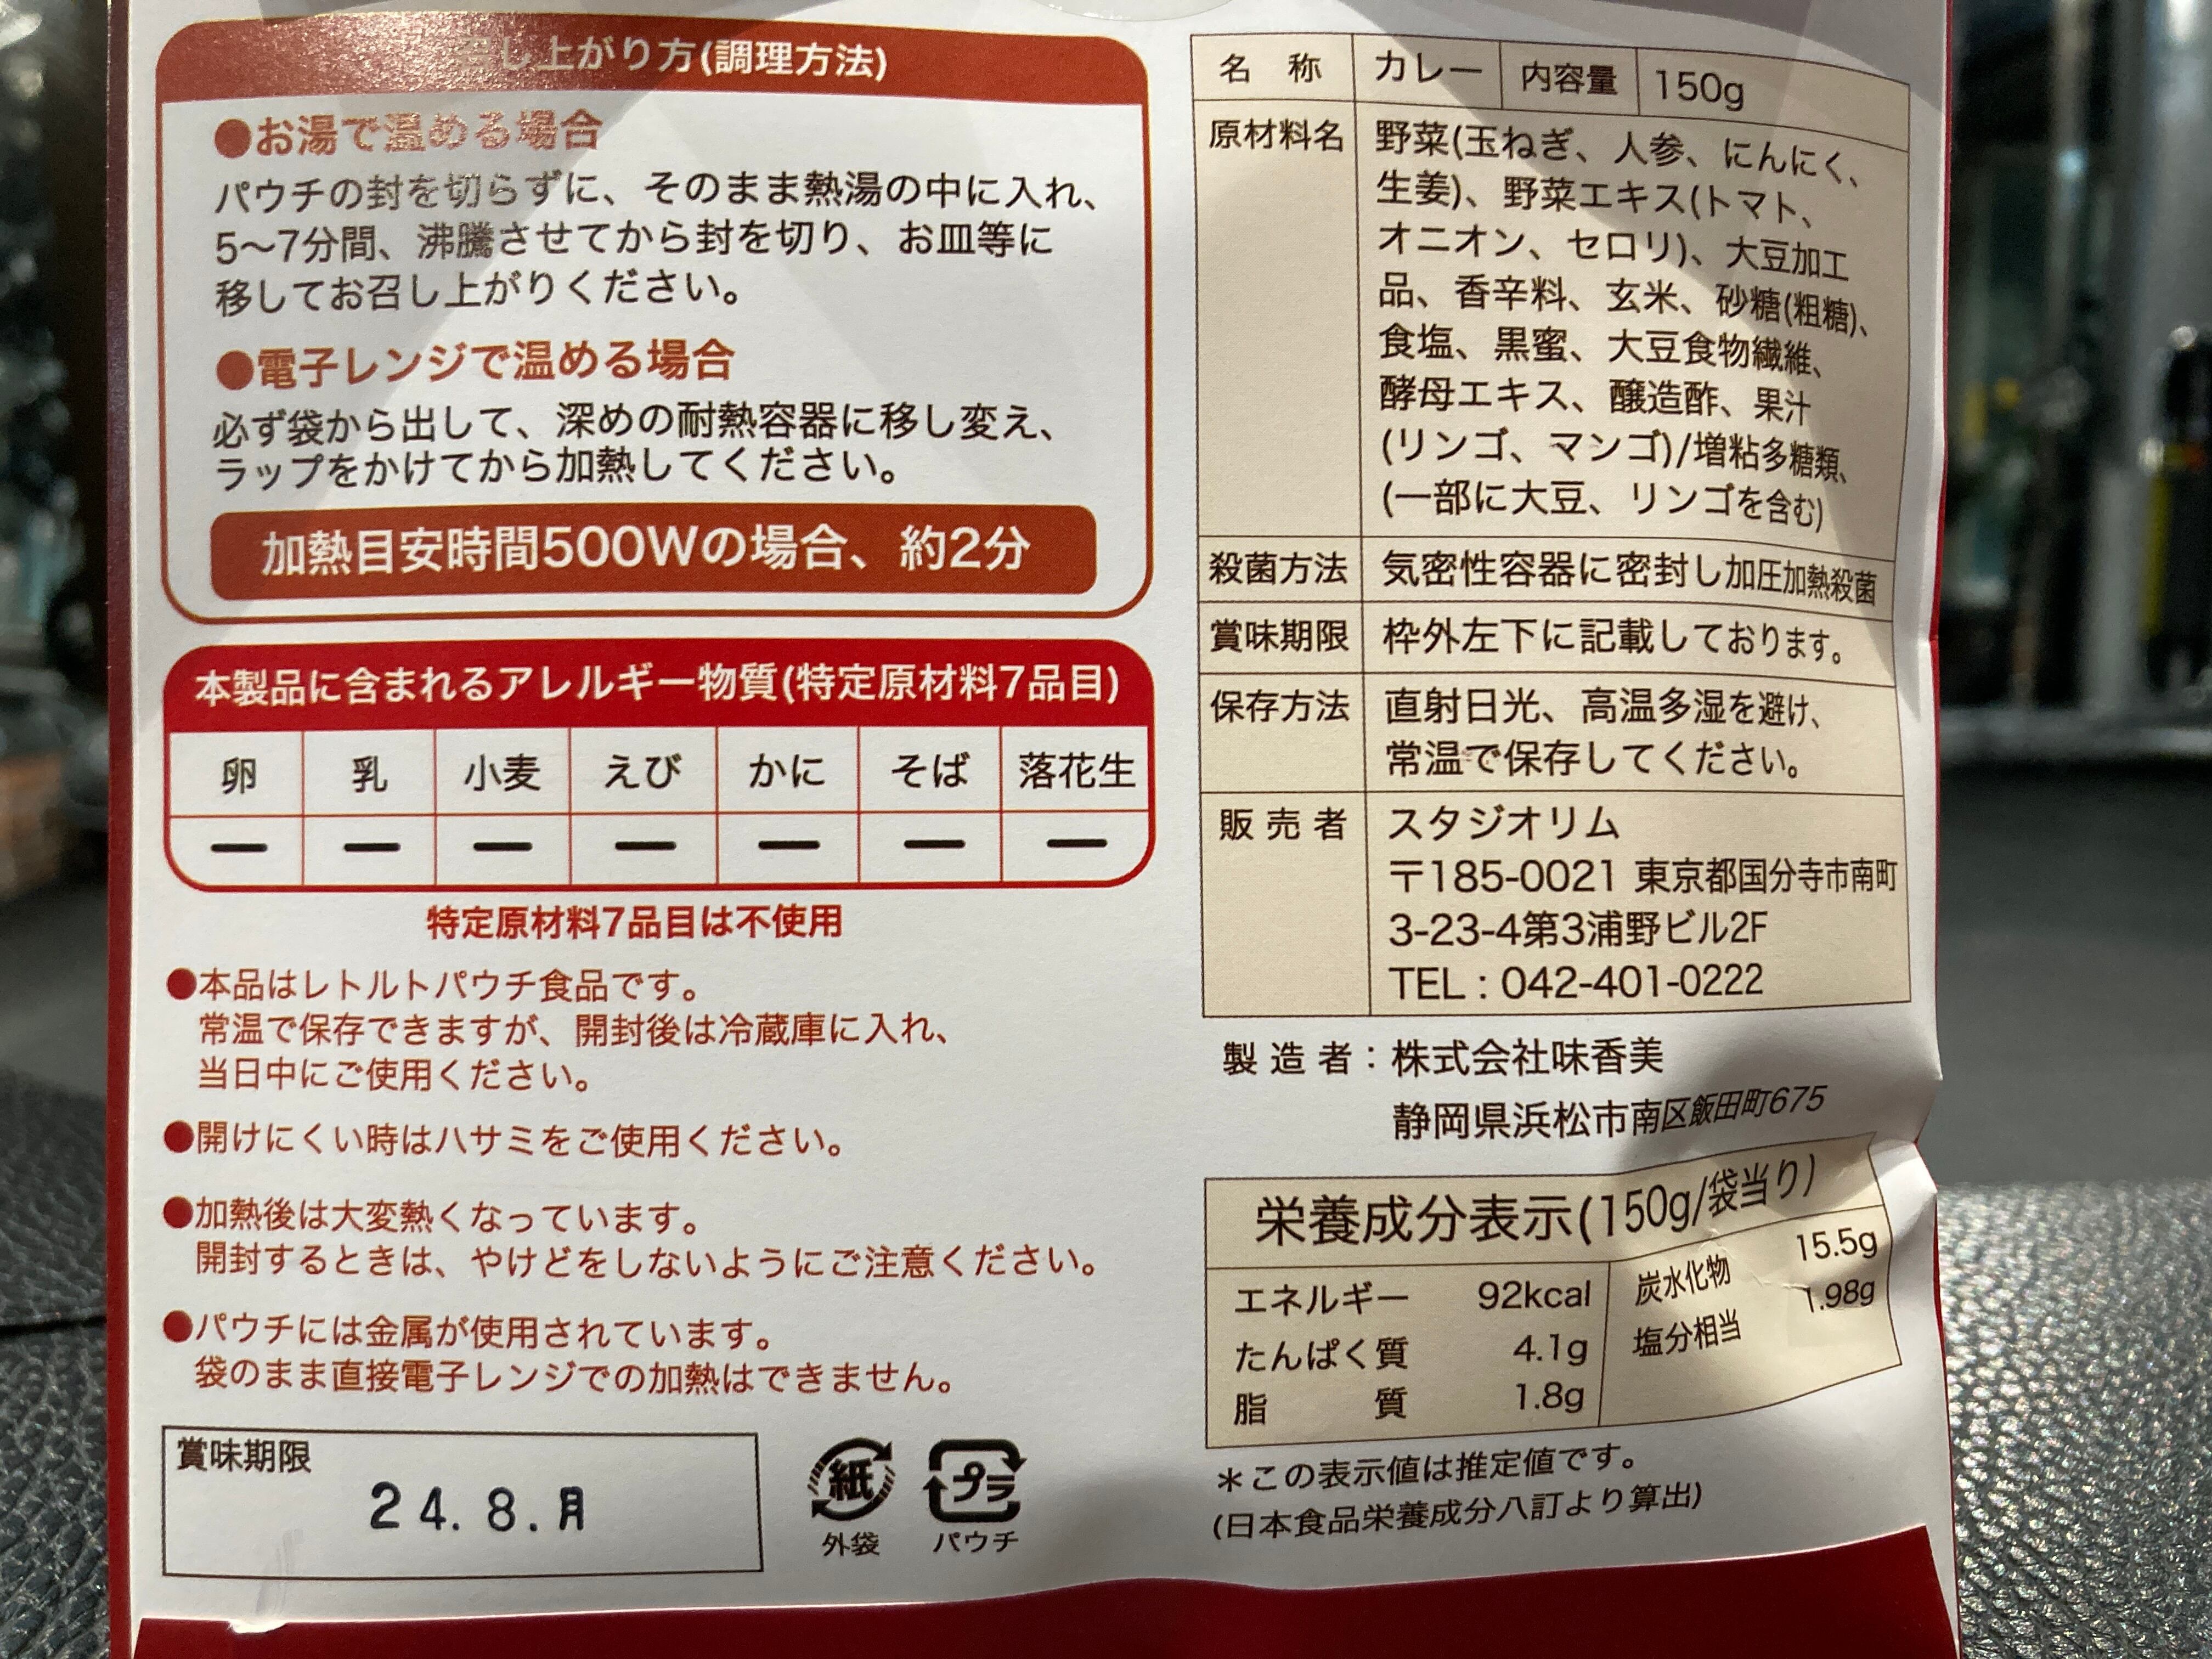 召し上がり方(調理方法)
●お湯で温める場合
パウチの封を切らずに、そのまま熱湯の中に入れ、
5〜7分間、沸騰させてから封を切り、お皿等に
移してお召し上がりください。
●電子レンジで温める場合
必ず袋から出して、深めの耐熱容器に移し変え、
ラップをかけてから加熱してください。
加熱目安時間500Wの場合、約2分
本製品に含まれるアレルギー物質(特定原材料7品目)
卵 乳 小麦 えび かに そば 落花生
ー ー ー ー ー ー ー
特定原材料7品目は不使用
●本品はレトルトパウチ食品です。
常温で保存できますが、開封後は冷蔵庫に入れ、
当日中にご使用ください。
●開けにくい時はハサミをご使用ください。
●加熱後は大変熱くなっています。
開封するときは、やけどをしないようにご注意ください。
●パウチには金属が使用されています。
袋のまま直接電子レンジでの加熱はできません。
賞味期限
24.8.月
紙 プラ
外袋 パウチ
名 称 カレー 内容量 150g
原材料名 野菜(玉ねぎ、人参、にんにく、
生姜)、野菜エキス(トマト、
オニオン、セロリ)、大豆加工
品、香辛料、玄米、砂糖(粗糖)、
食塩、黒蜜、大豆食物繊維、
酵母エキス、醸造酢、果汁
(リンゴ、マンゴ)/増粘多糖類、
(一部に大豆、リンゴを含む)
殺菌方法 気密性容器に密封し加圧加熱殺菌
賞味期限 枠外左下に記載しております。
保存方法 直射日光、高温多湿を避け、
常温で保存してください。
販 売 者 スタジオリム
〒185-0021 東京都国分寺市南町
3-23-4第3浦野ビル2F
TEL : 042-401-0222
製 造 者 : 株式会社味香美
静岡県浜松市南区飯田町675
栄養成分表示(150g/袋当り)
エネルギー 92kcal 炭水化物 15.5g
たんぱく質 4.1g 塩分相当 1.98g
脂 質 1.8g
＊この表示値は推定値です。
(日本食品栄養成分八訂より算出)